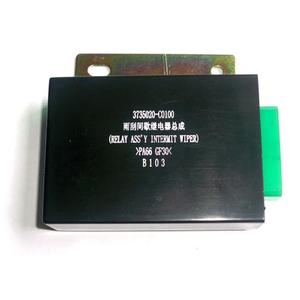 3735020-C0100
雨刮间歇继电器总成
(RELAY ASS'Y INTERMIT WIPER)
>PA66 GF30<
B103